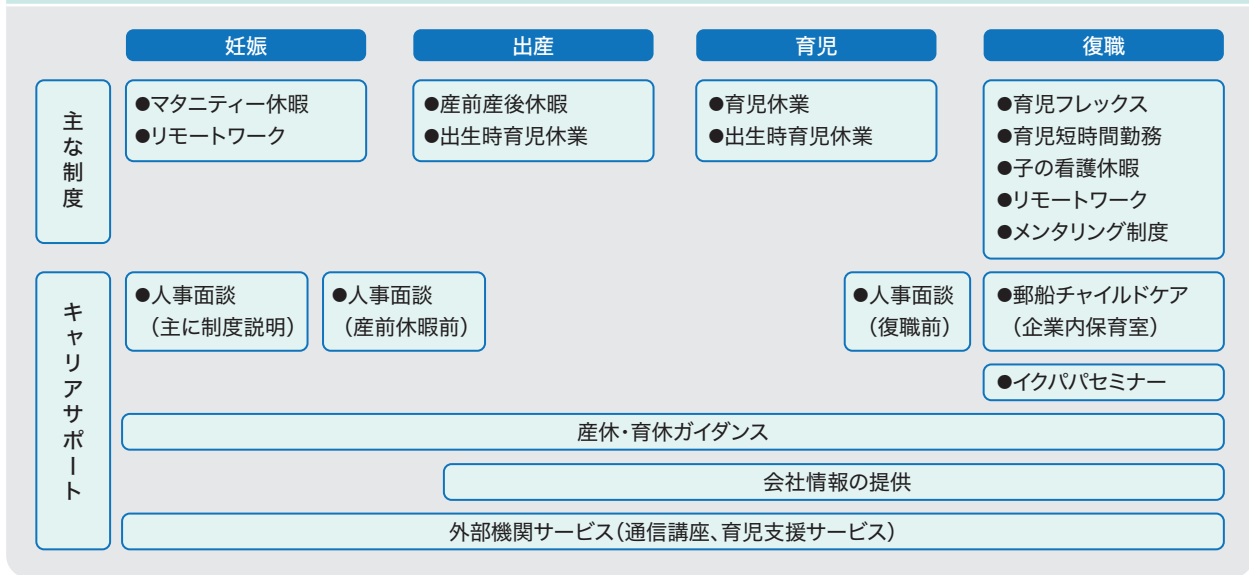 妊娠
出産
育児
復職
主な制度
●マタニティー休暇
●リモートワーク
●産前産後休暇
●出生時育児休業
●育児休業
●出生時育児休業
●育児フレックス
●育児短時間勤務
●子の看護休暇
●リモートワーク
●メンタリング制度
キャリアサポート
●人事面談
(主に制度説明)
●人事面談
(産前休暇前)
●人事面談
(復職前)
●郵船チャイルドケア
(企業内保育室)
●イクパパセミナー
産休・育休ガイダンス
会社情報の提供
外部機関サービス(通信講座、育児支援サービス)